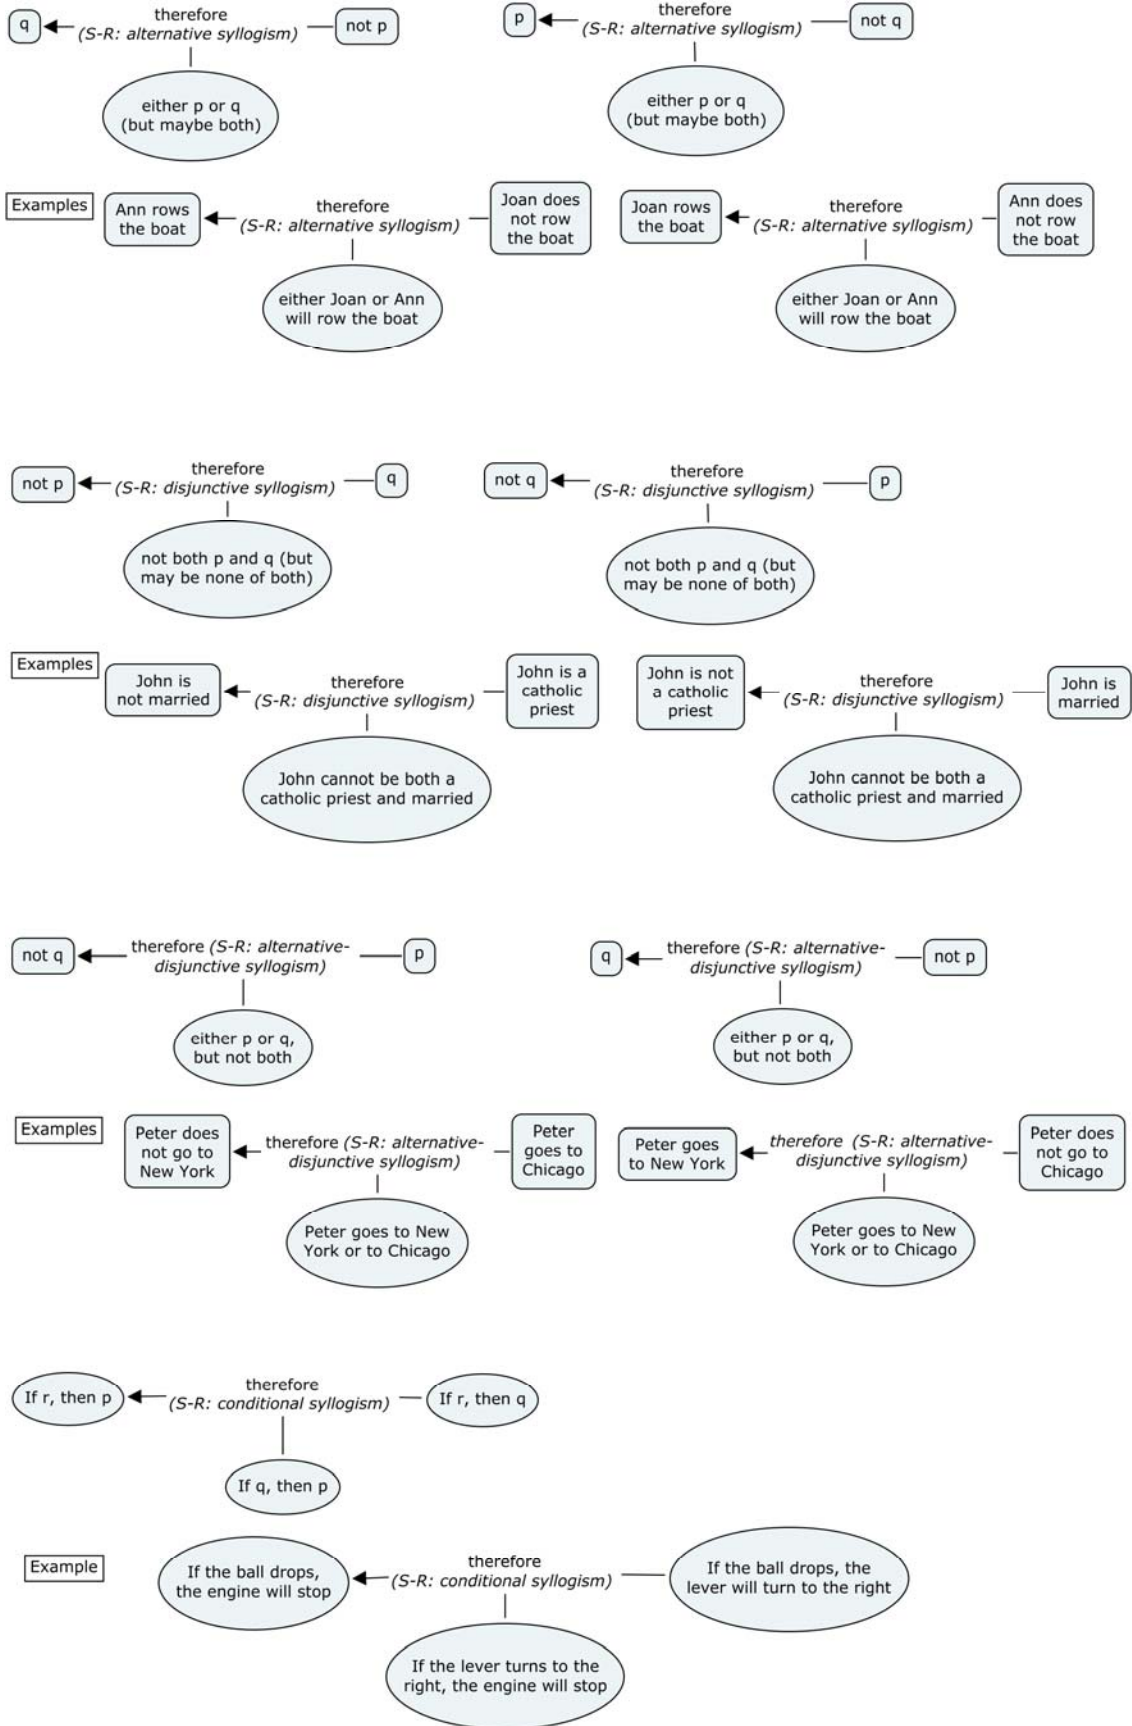 q
therefore
(S-R: alternative syllogism)
not p
either p or q
(but maybe both)
p
therefore
(S-R: alternative syllogism)
not q
either p or q
(but maybe both)
Examples
Ann rows
the boat
therefore
(S-R: alternative syllogism)
Joan does
not row
the boat
either Joan or Ann
will row the boat
Joan rows
the boat
therefore
(S-R: alternative syllogism)
Ann does
not row
the boat
either Joan or Ann
will row the boat
not p
therefore
(S-R: disjunctive syllogism)
q
not both p and q (but
may be none of both)
not q
therefore
(S-R: disjunctive syllogism)
p
not both p and q (but
may be none of both)
Examples
John is
not married
therefore
(S-R: disjunctive syllogism)
John is a
catholic
priest
John cannot be both a
catholic priest and married
John is not
a catholic
priest
therefore
(S-R: disjunctive syllogism)
John is
married
John cannot be both a
catholic priest and married
not q
therefore (S-R: alternative-
disjunctive syllogism)
p
either p or q,
but not both
q
therefore (S-R: alternative-
disjunctive syllogism)
not p
either p or q,
but not both
Examples
Peter does
not go to
New York
therefore (S-R: alternative-
disjunctive syllogism)
Peter
goes to
Chicago
Peter goes to New
York or to Chicago
Peter goes
to New York
therefore (S-R: alternative-
disjunctive syllogism)
Peter does
not go to
Chicago
Peter goes to New
York or to Chicago
If r, then p
therefore
(S-R: conditional syllogism)
If r, then q
If q, then p
Example
If the ball drops,
the engine will stop
therefore
(S-R: conditional syllogism)
If the ball drops, the
lever will turn to the right
If the lever turns to the
right, the engine will stop